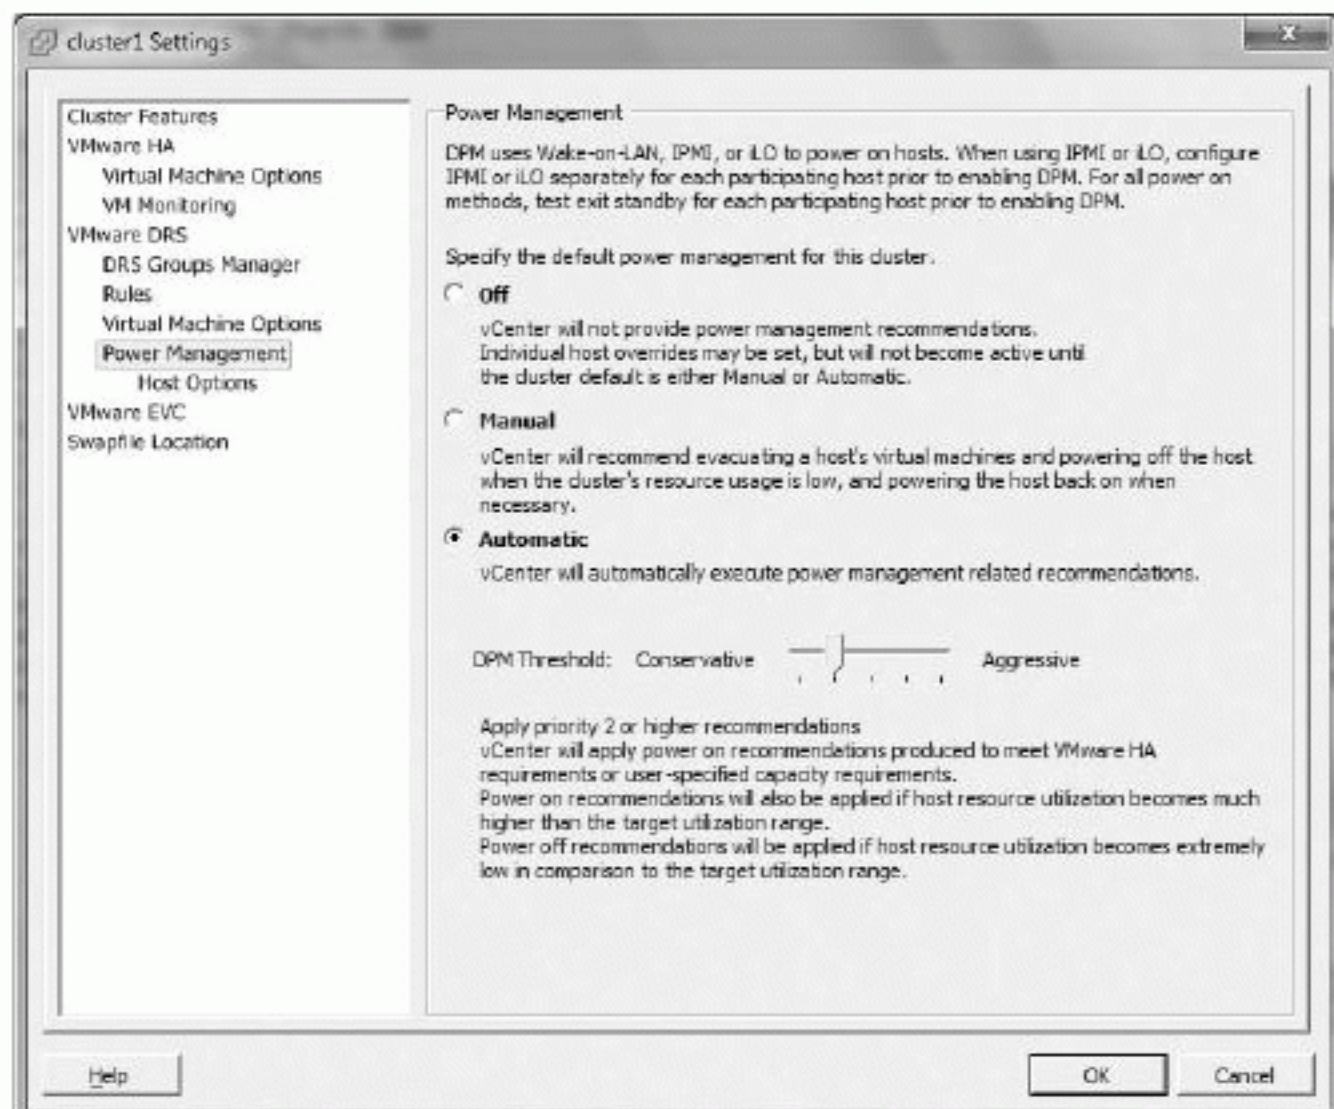 cluster1 Settings
Cluster Features
VMware HA
Virtual Machine Options
VM Monitoring
VMware DRS
DRS Groups Manager
Rules
Virtual Machine Options
Power Management
Host Options
VMware EVC
Swapfile Location
Power Management
DPM uses Wake-on-LAN, IPMI, or iLO to power on hosts. When using IPMI or iLO, configure
IPMI or iLO separately for each participating host prior to enabling DPM. For all power on
methods, test exit standby for each participating host prior to enabling DPM.
Specify the default power management for this cluster.
Off
vCenter will not provide power management recommendations.
Individual host overrides may be set, but will not become active until
the cluster default is either Manual or Automatic.
Manual
vCenter will recommend evacuating a host's virtual machines and powering off the host
when the cluster's resource usage is low, and powering the host back on when
necessary.
Automatic
vCenter will automatically execute power management related recommendations.
DPM Threshold: Conservative Aggressive
Apply priority 2 or higher recommendations
vCenter will apply power on recommendations produced to meet VMware HA
requirements or user-specified capacity requirements.
Power on recommendations will also be applied if host resource utilization becomes much
higher than the target utilization range.
Power off recommendations will be applied if host resource utilization becomes extremely
low in comparison to the target utilization range.
Help
OK
Cancel